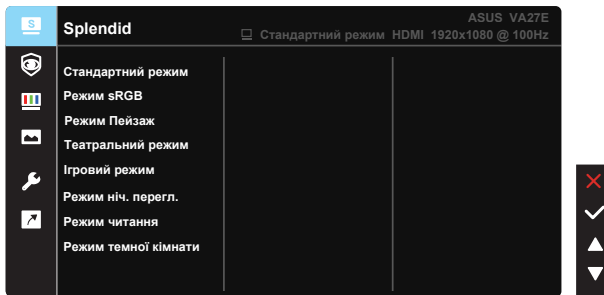 S
Splendid
ASUS VA27E
Стандартний режим HDMI 1920x1080 @ 100Hz
Стандартний режим
Режим sRGB
Режим Пейзаж
Театральний режим
Ігровий режим
Режим ніч. перегл.
Режим читання
Режим темної кімнати